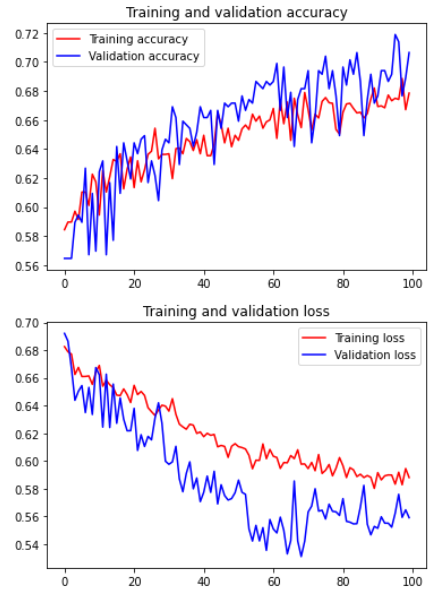 Training and validation accuracy
Training accuracy
Validation accuracy
0.72
0.70
0.68
0.66
0.64
0.62
0.60
0.58
0.56
0 20 40 60 80 100
Training and validation loss
Training loss
Validation loss
0.70
0.68
0.66
0.64
0.62
0.60
0.58
0.56
0.54
0 20 40 60 80 100